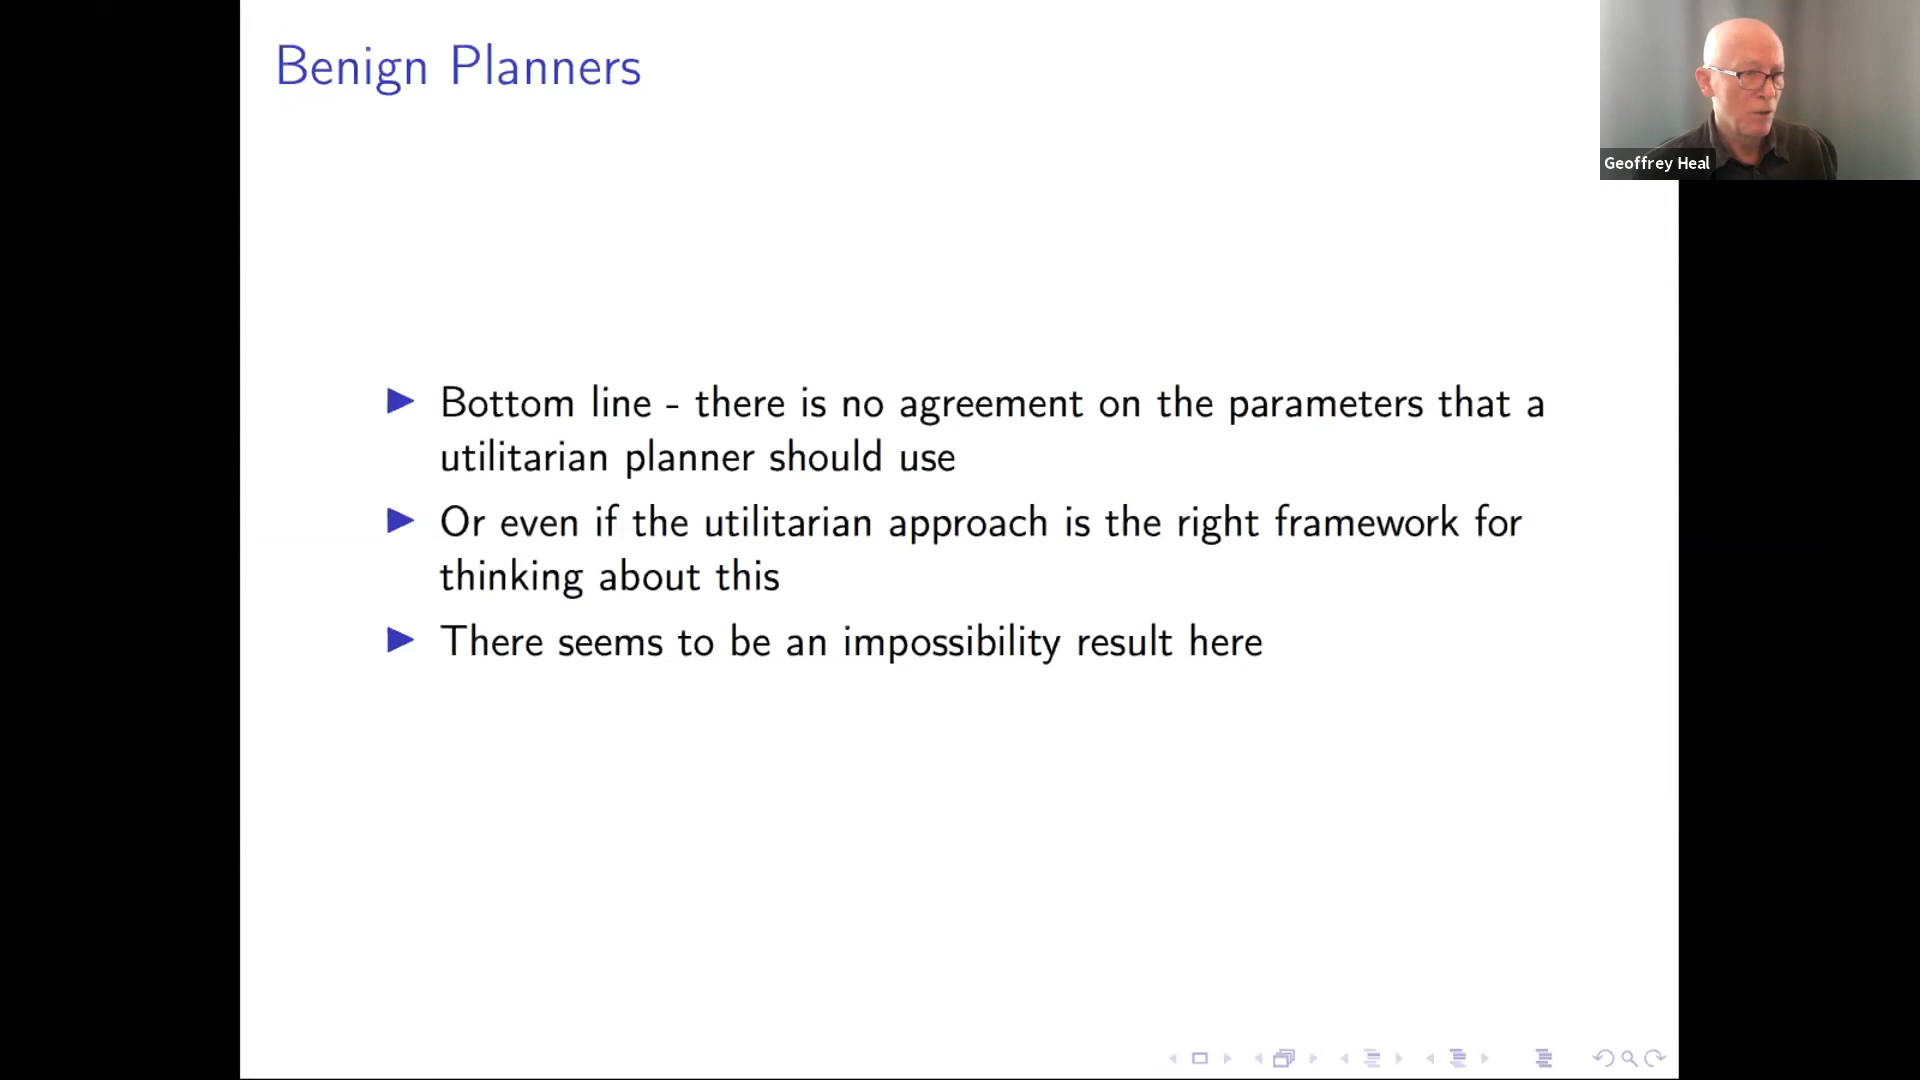 Benign Planners
Geoffrey Heal
Bottom line - there is no agreement on the parameters that a
utilitarian planner should use
Or even if the utilitarian approach is the right framework for
thinking about this
There seems to be an impossibility result here